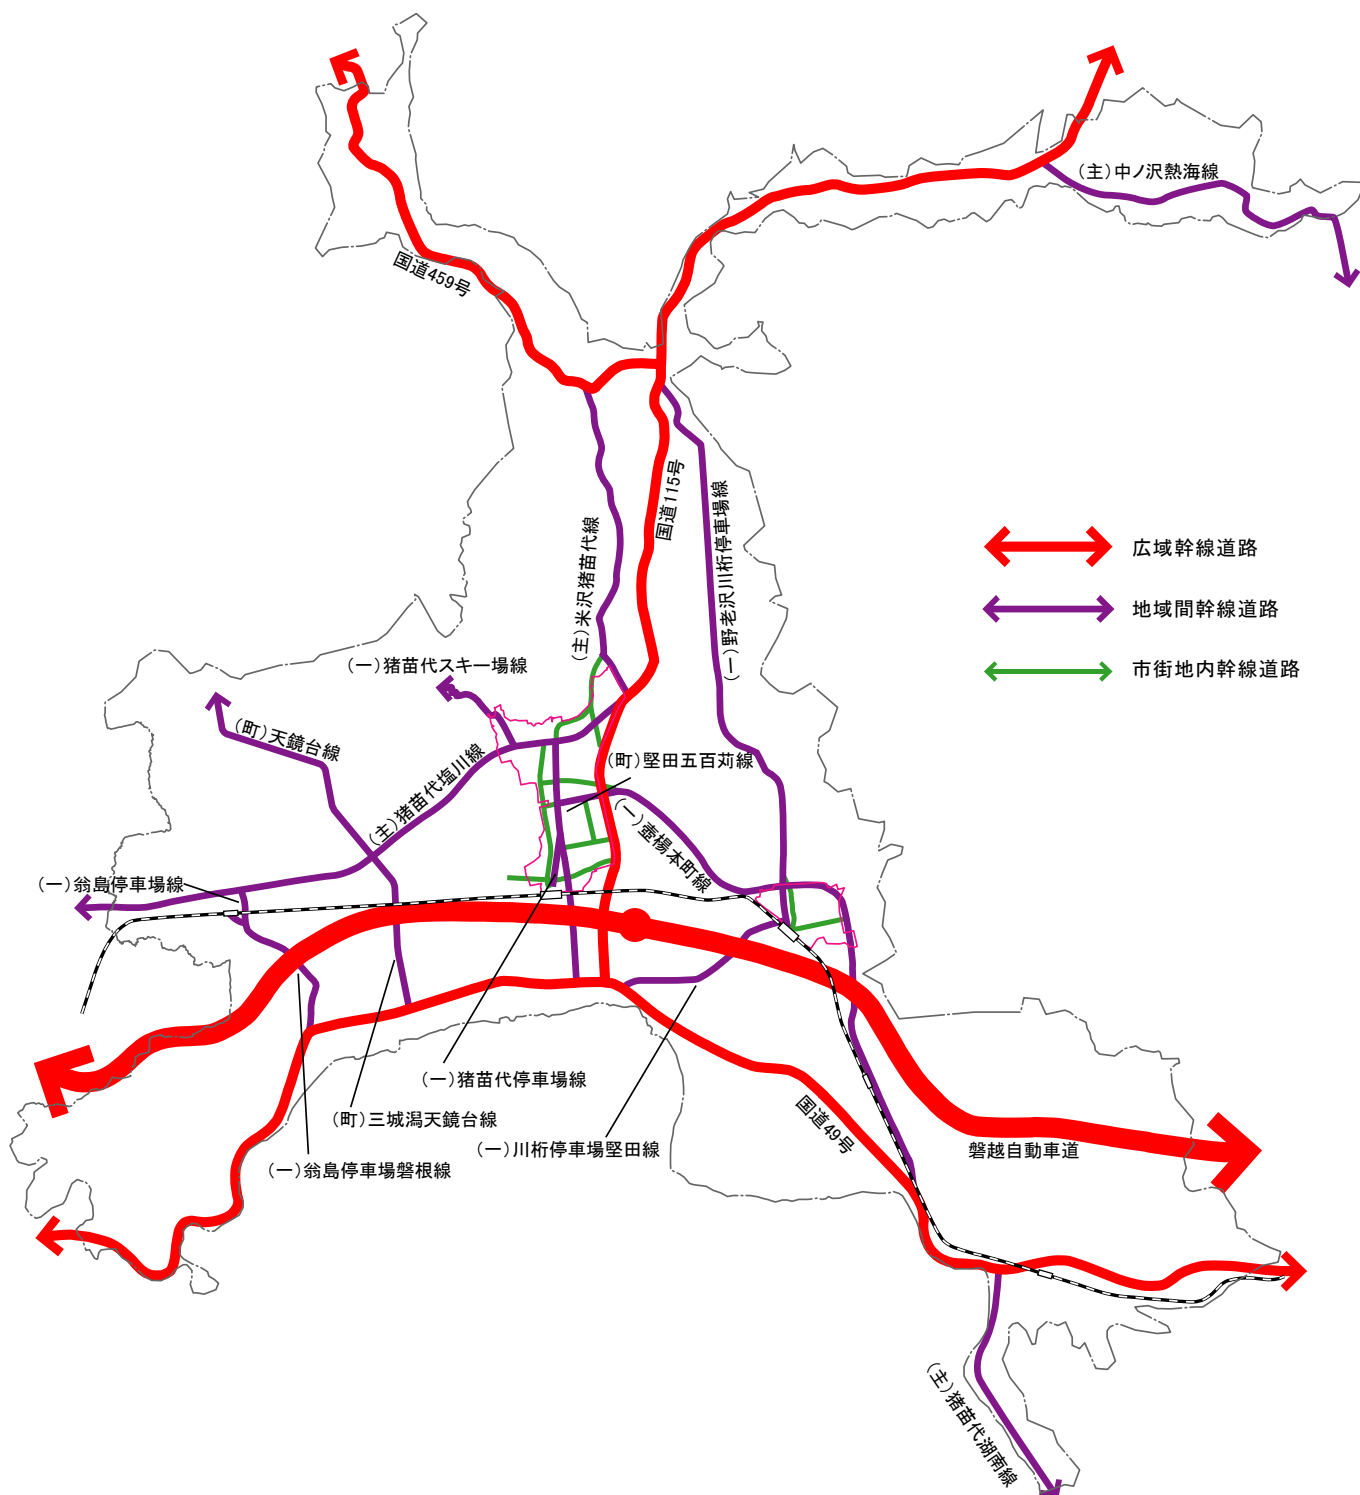 (主)中ノ沢熱海線
国道459号
国道115号
(一)野老沢川桁停車場線
(主)米沢猪苗代線
広域幹線道路
地域間幹線道路
市街地内幹線道路
(一)猪苗代スキー場線
(町)天鏡台線
(主)猪苗代塩川線
(町)堅田五百苅線
(一)壺楊本町線
(一)翁島停車場線
(一)猪苗代停車場線
(町)三城潟天鏡台線
(一)川桁停車場堅田線
(一)翁島停車場磐根線
国道49号
磐越自動車道
(主)猪苗代湖南線